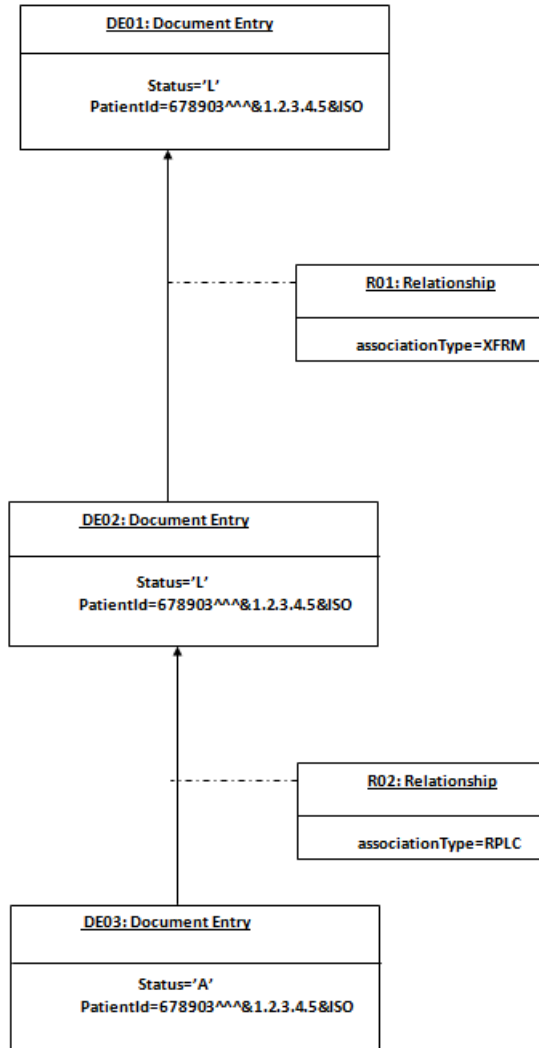 DE01: Document Entry
Status=‘L’
PatientId=678903^^^&1.2.3.4.5&ISO
R01: Relationship
associationType=XFRM
DE02: Document Entry
Status=‘L’
PatientId=678903^^^&1.2.3.4.5&ISO
R02: Relationship
associationType=RPLC
DE03: Document Entry
Status=‘A’
PatientId=678903^^^&1.2.3.4.5&ISO